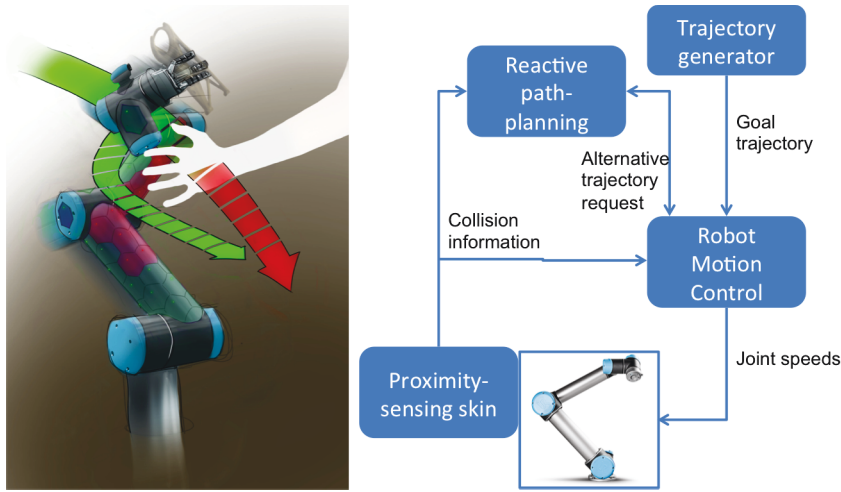 Trajectory
generator
Reactive
path-
planning
Goal
trajectory
Alternative
trajectory
request
Collision
information
Robot
Motion
Control
Joint speeds
Proximity-
sensing skin